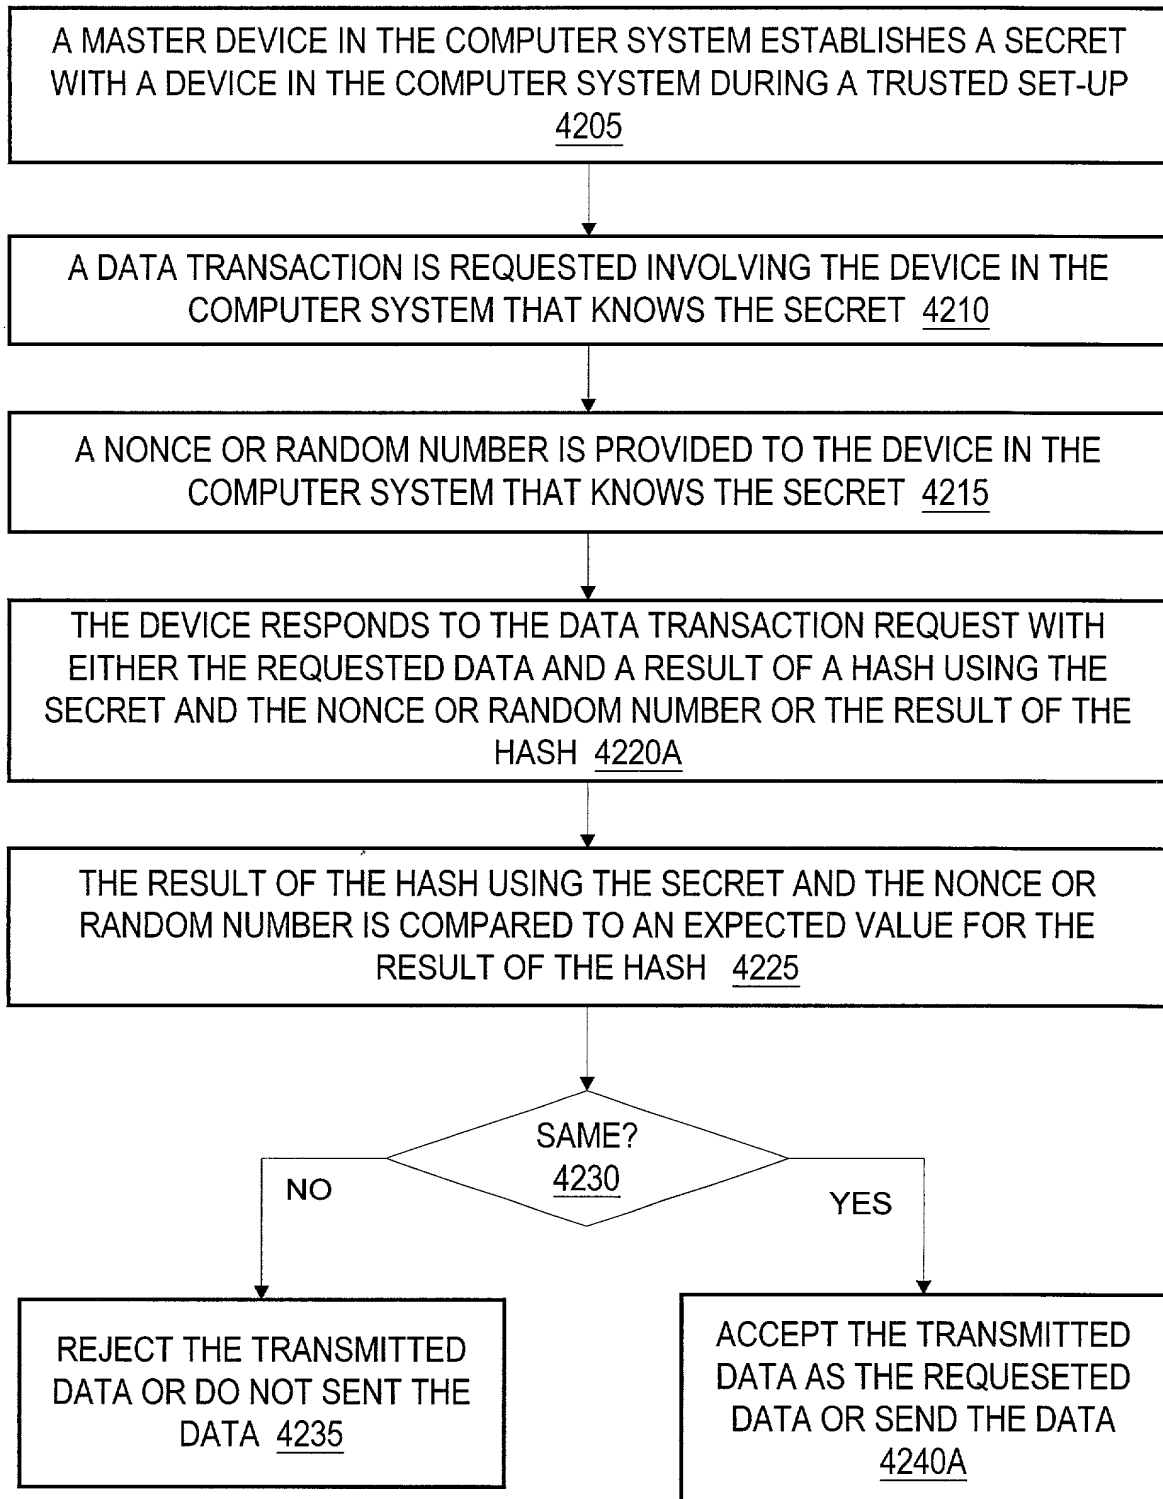 A MASTER DEVICE IN THE COMPUTER SYSTEM ESTABLISHES A SECRET
WITH A DEVICE IN THE COMPUTER SYSTEM DURING A TRUSTED SET-UP
4205
A DATA TRANSACTION IS REQUESTED INVOLVING THE DEVICE IN THE
COMPUTER SYSTEM THAT KNOWS THE SECRET 4210
A NONCE OR RANDOM NUMBER IS PROVIDED TO THE DEVICE IN THE
COMPUTER SYSTEM THAT KNOWS THE SECRET 4215
THE DEVICE RESPONDS TO THE DATA TRANSACTION REQUEST WITH
EITHER THE REQUESTED DATA AND A RESULT OF A HASH USING THE
SECRET AND THE NONCE OR RANDOM NUMBER OR THE RESULT OF THE
HASH 4220A
THE RESULT OF THE HASH USING THE SECRET AND THE NONCE OR
RANDOM NUMBER IS COMPARED TO AN EXPECTED VALUE FOR THE
RESULT OF THE HASH 4225
SAME?
4230
NO
YES
REJECT THE TRANSMITTED
DATA OR DO NOT SENT THE
DATA 4235
ACCEPT THE TRANSMITTED
DATA AS THE REQUESETED
DATA OR SEND THE DATA
4240A